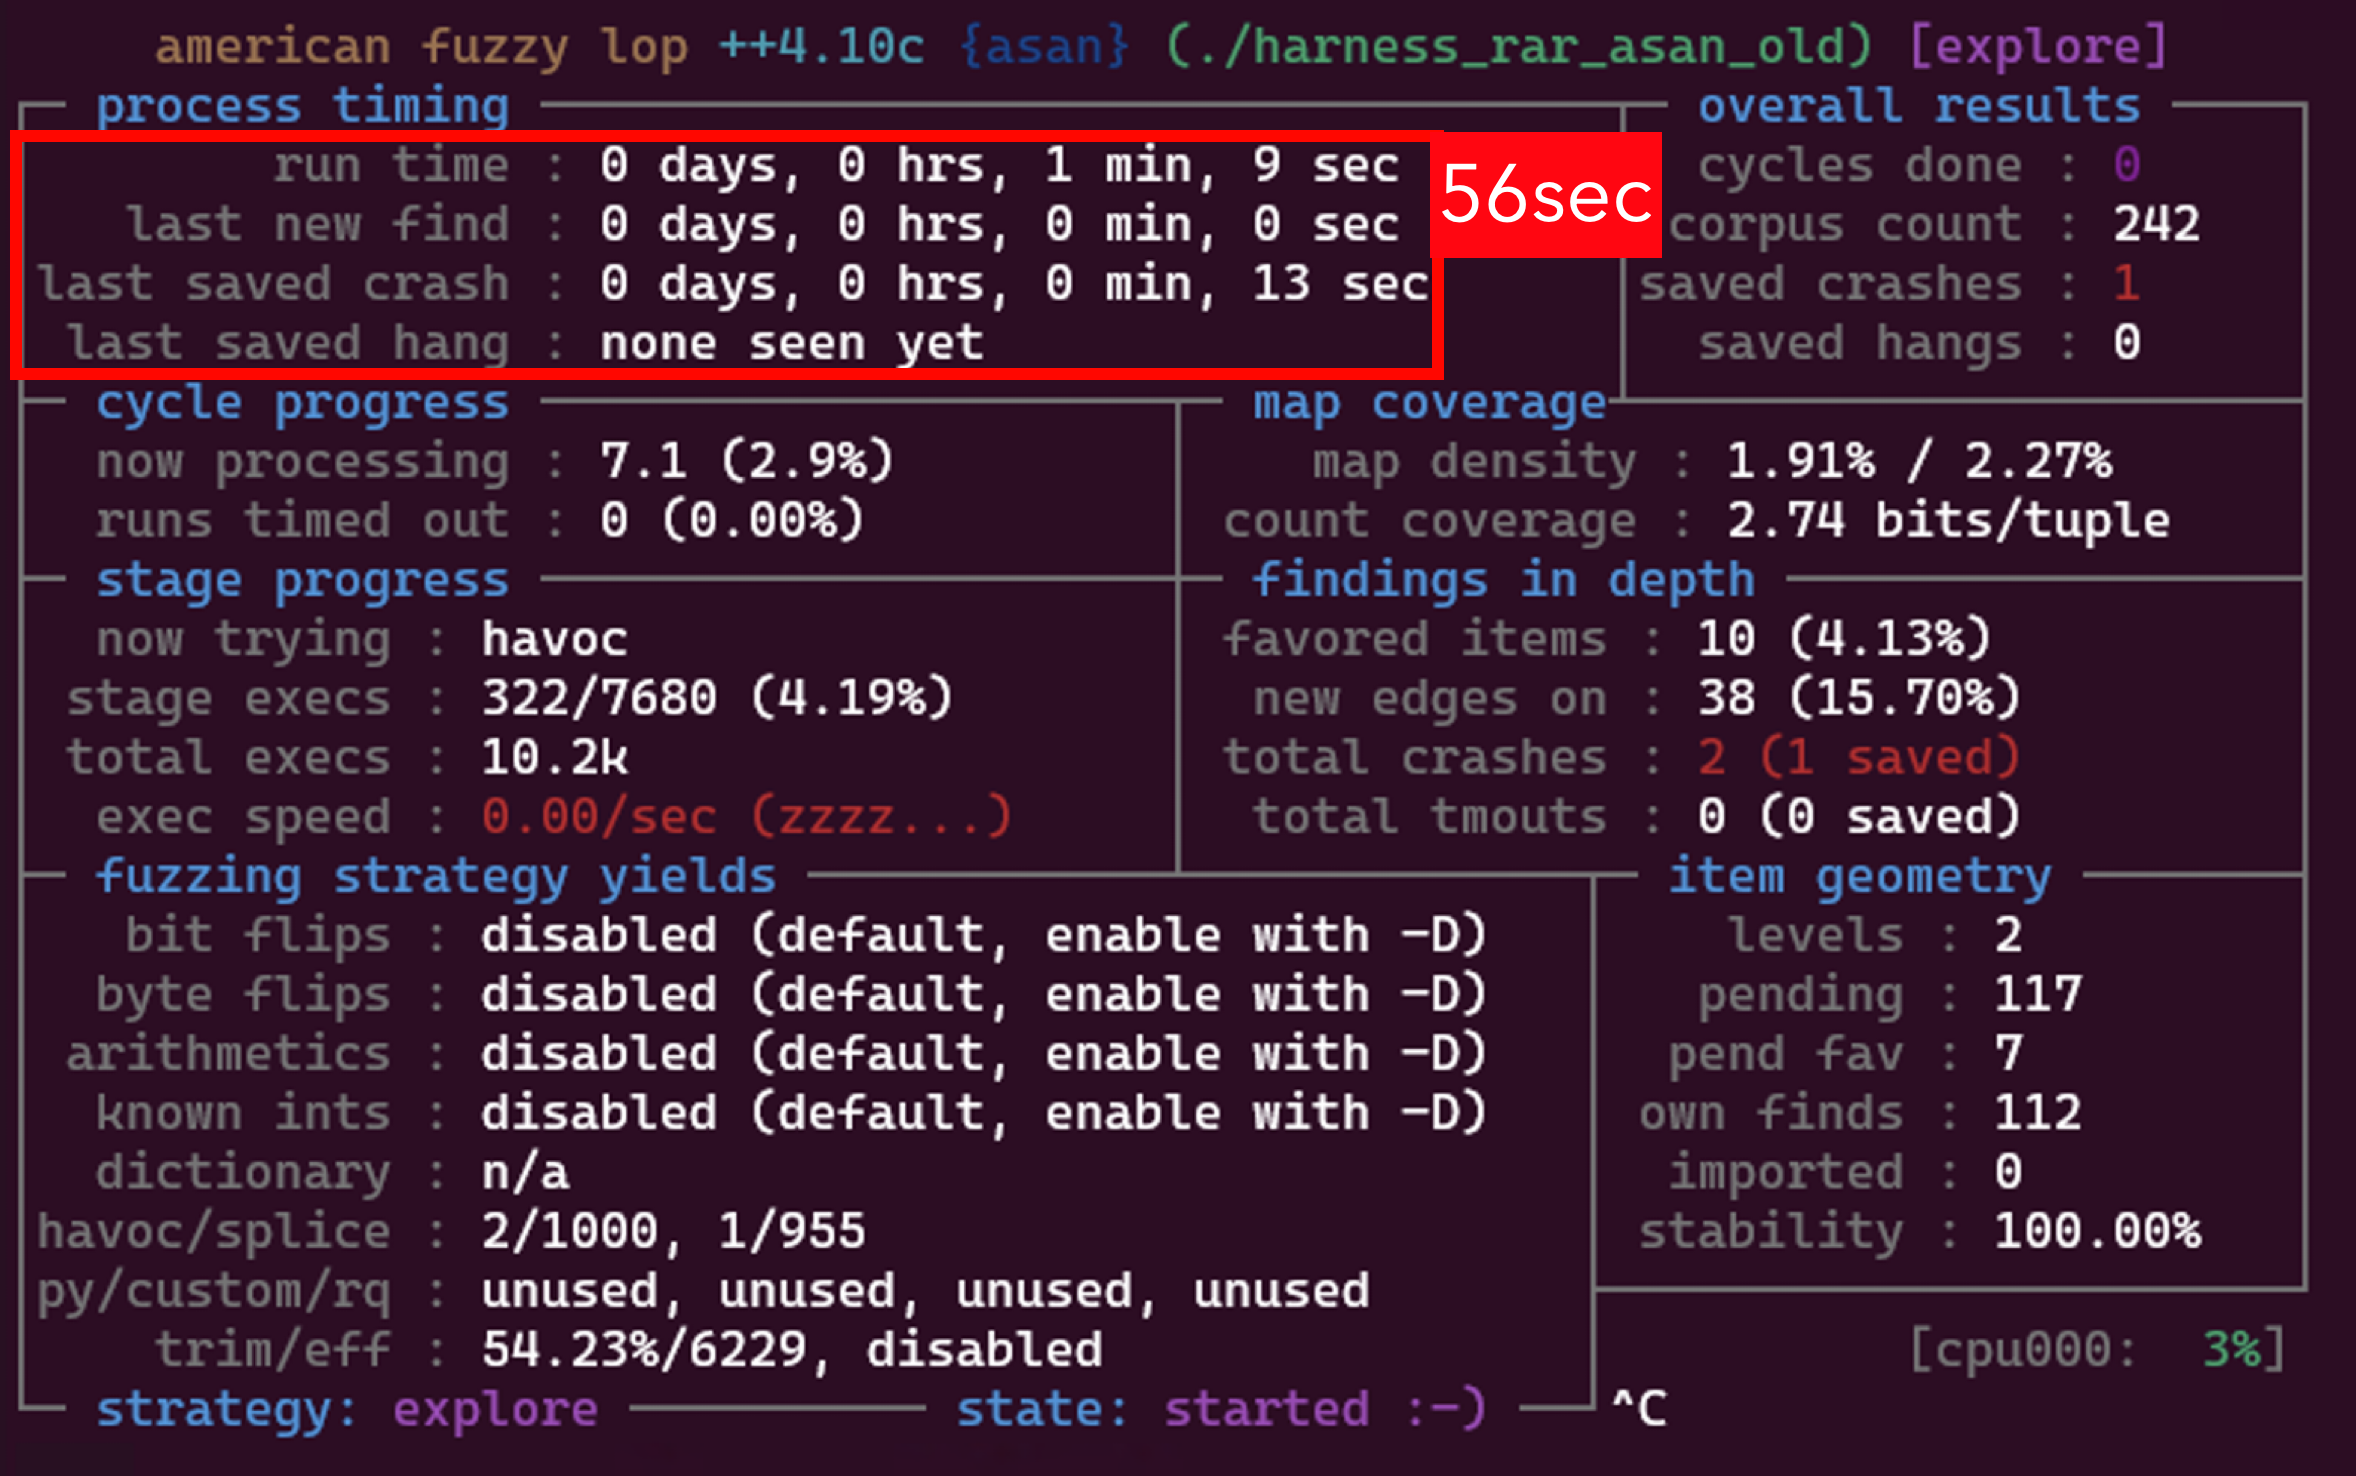 american fuzzy lop ++4.10c {asan} (./harness_rar_asan_old) [explore]
process timing
run time : 0 days, 0 hrs, 1 min, 9 sec
last new find : 0 days, 0 hrs, 0 min, 0 sec
last saved crash : 0 days, 0 hrs, 0 min, 13 sec
last saved hang : none seen yet
56sec
overall results
cycles done : 0
corpus count : 242
saved crashes : 1
saved hangs : 0
cycle progress
now processing : 7.1 (2.9%)
runs timed out : 0 (0.00%)
map coverage
map density : 1.91% / 2.27%
count coverage : 2.74 bits/tuple
stage progress
now trying : havoc
stage execs : 322/7680 (4.19%)
total execs : 10.2k
exec speed : 0.00/sec (zzzz...)
findings in depth
favored items : 10 (4.13%)
new edges on : 38 (15.70%)
total crashes : 2 (1 saved)
total tmouts : 0 (0 saved)
fuzzing strategy yields
bit flips : disabled (default, enable with -D)
byte flips : disabled (default, enable with -D)
arithmetics : disabled (default, enable with -D)
known ints : disabled (default, enable with -D)
dictionary : n/a
havoc/splice : 2/1000, 1/955
py/custom/rq : unused, unused, unused, unused
trim/eff : 54.23%/6229, disabled
item geometry
levels : 2
pending : 117
pend fav : 7
own finds : 112
imported : 0
stability : 100.00%
[cpu000: 3%]
strategy: explore state: started :-) ^C